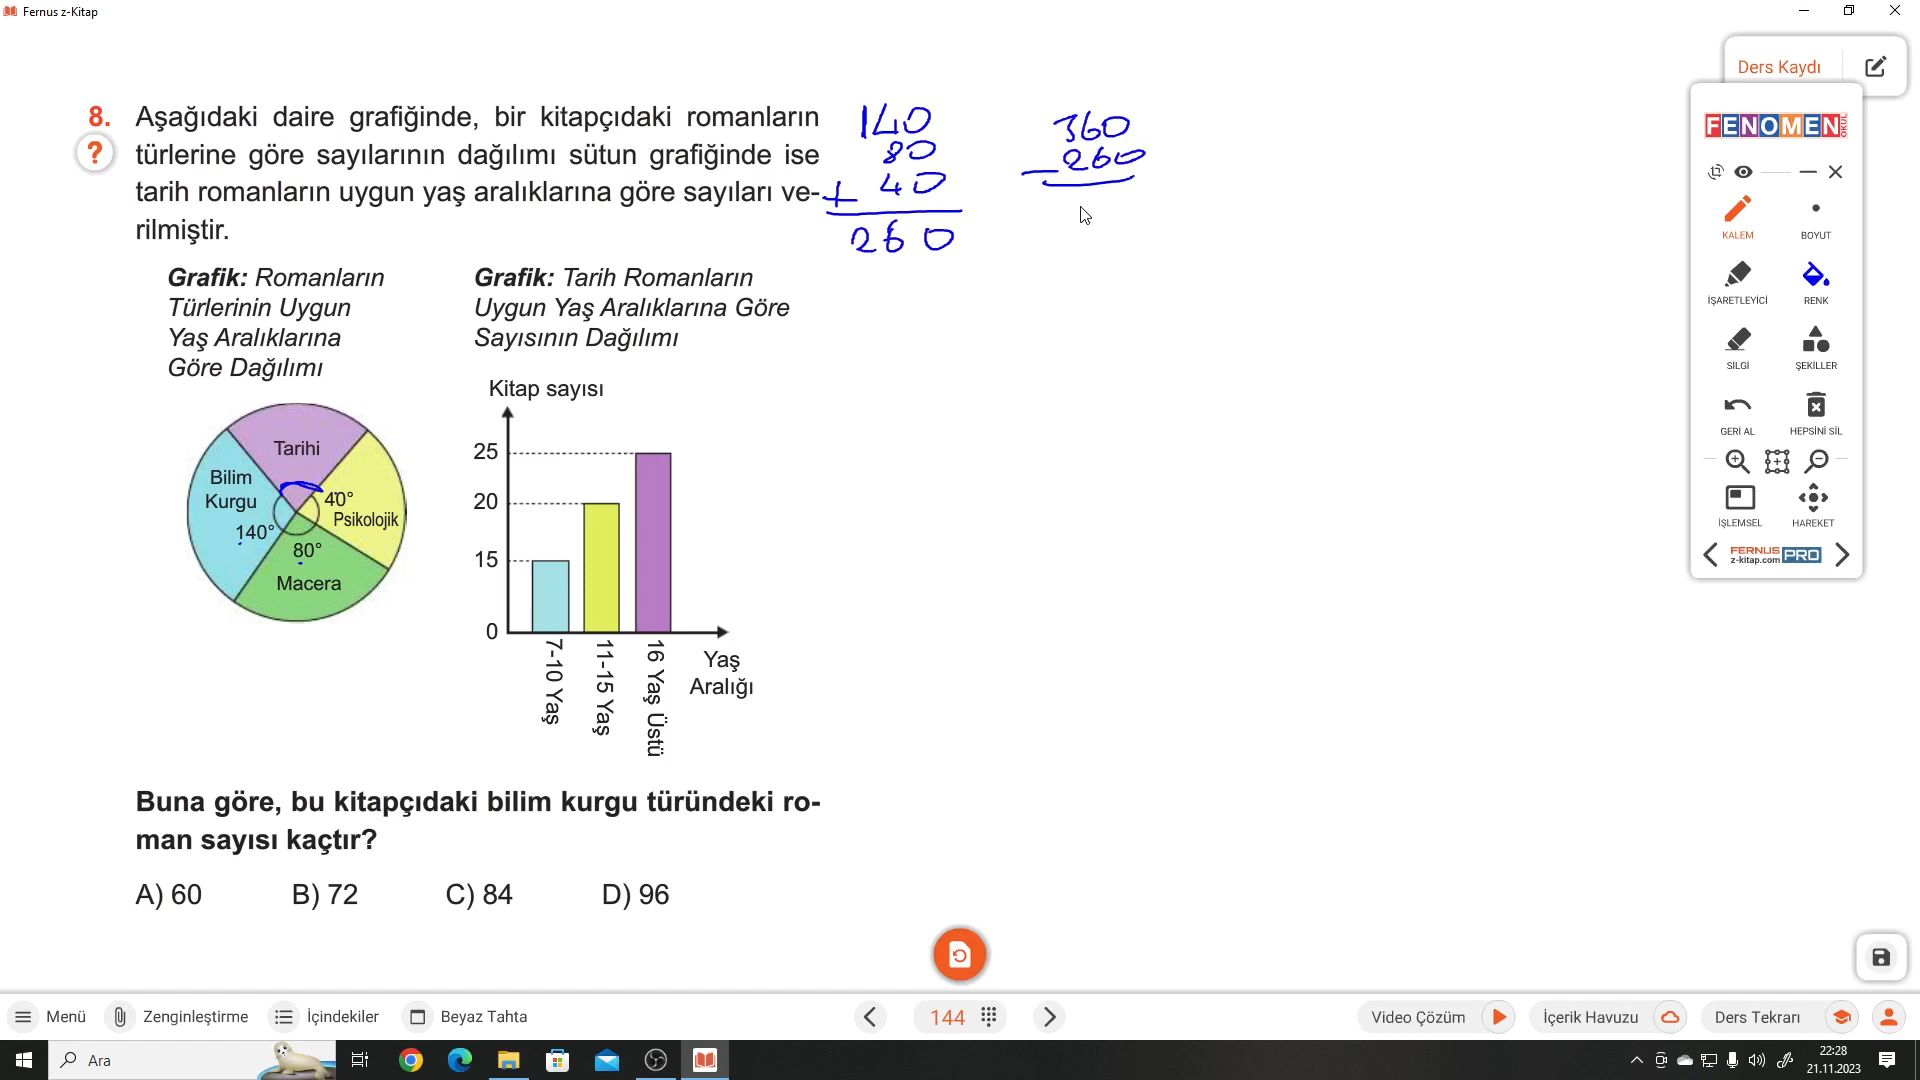 Fernus z-Kitap
Ders Kaydı
8. Aşağıdaki daire grafiğinde, bir kitapçıdaki romanların
türlerine göre sayılarının dağılımı sütun grafiğinde ise
tarih romanların uygun yaş aralıklarına göre sayıları ve-
rilmiştir.
?
140
80
+ 40
260
360
- 260
Grafik: Romanların
Türlerinin Uygun
Yaş Aralıklarına
Göre Dağılımı
Grafik: Tarih Romanların
Uygun Yaş Aralıklarına Göre
Sayısının Dağılımı
Tarihi
Bilim
Kurgu
140°
40°
Psikolojik
80°
Macera
Kitap sayısı
25
20
15
0
7-10 Yaş
11-15 Yaş
16 Yaş Üstü
Yaş
Aralığı
Buna göre, bu kitapçıdaki bilim kurgu türündeki ro-
man sayısı kaçtır?
A) 60 B) 72 C) 84 D) 96
FENOMEN OKUL
KALEM BOYUT
İŞARETLEYİCİ RENK
SİLGİ ŞEKİLLER
GERİ AL HEPSİNİ SİL
İŞLEMSEL HAREKET
FERNUS PRO
z-kitap.com
Menü Zenginleştirme İçindekiler Beyaz Tahta 144 Video Çözüm İçerik Havuzu Ders Tekrarı
Ara
22:28
21.11.2023